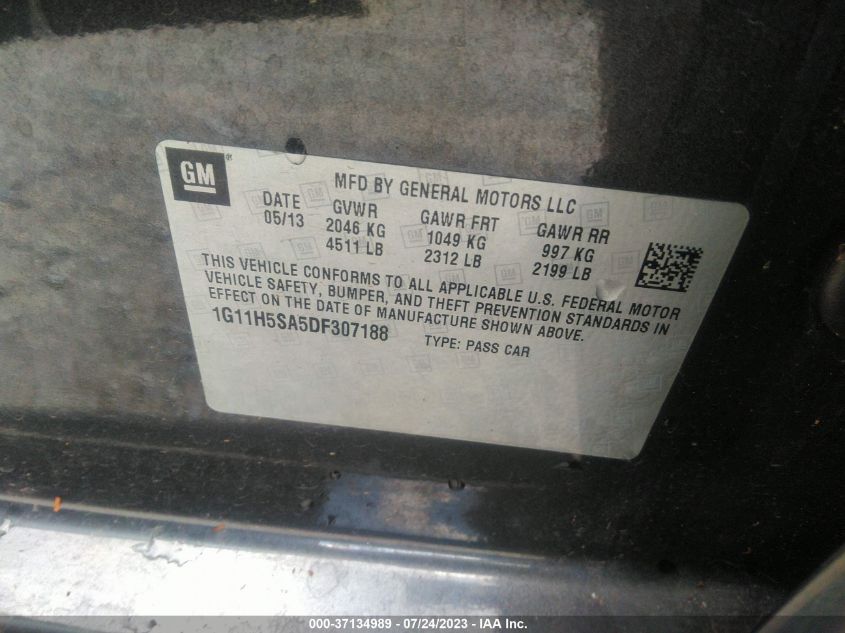 GM®
MFD BY GENERAL MOTORS LLC
DATE GVWR GAWR FRT GAWR RR
05/13 2046 KG 1049 KG 997 KG
4511 LB 2312 LB 2199 LB
THIS VEHICLE CONFORMS TO ALL APPLICABLE U.S. FEDERAL MOTOR
VEHICLE SAFETY, BUMPER, AND THEFT PREVENTION STANDARDS IN
EFFECT ON THE DATE OF MANUFACTURE SHOWN ABOVE.
1G11H5SA5DF307188 TYPE: PASS CAR
000-37134989 - 07/24/2023 - IAA Inc.